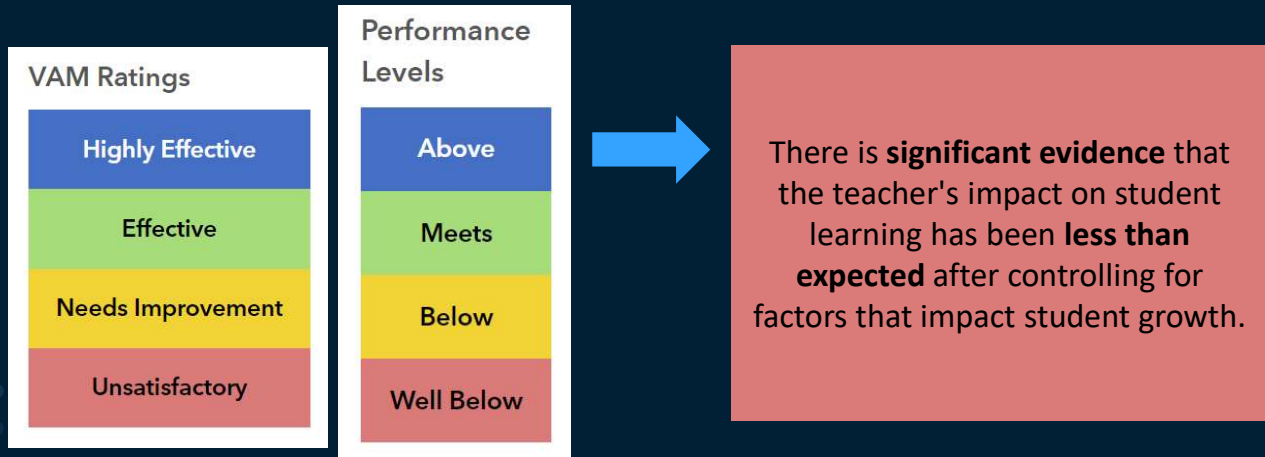 VAM Ratings
Highly Effective
Effective
Needs Improvement
Unsatisfactory
Performance
Levels
Above
Meets
Below
Well Below
There is significant evidence that
the teacher's impact on student
learning has been less than
expected after controlling for
factors that impact student growth.